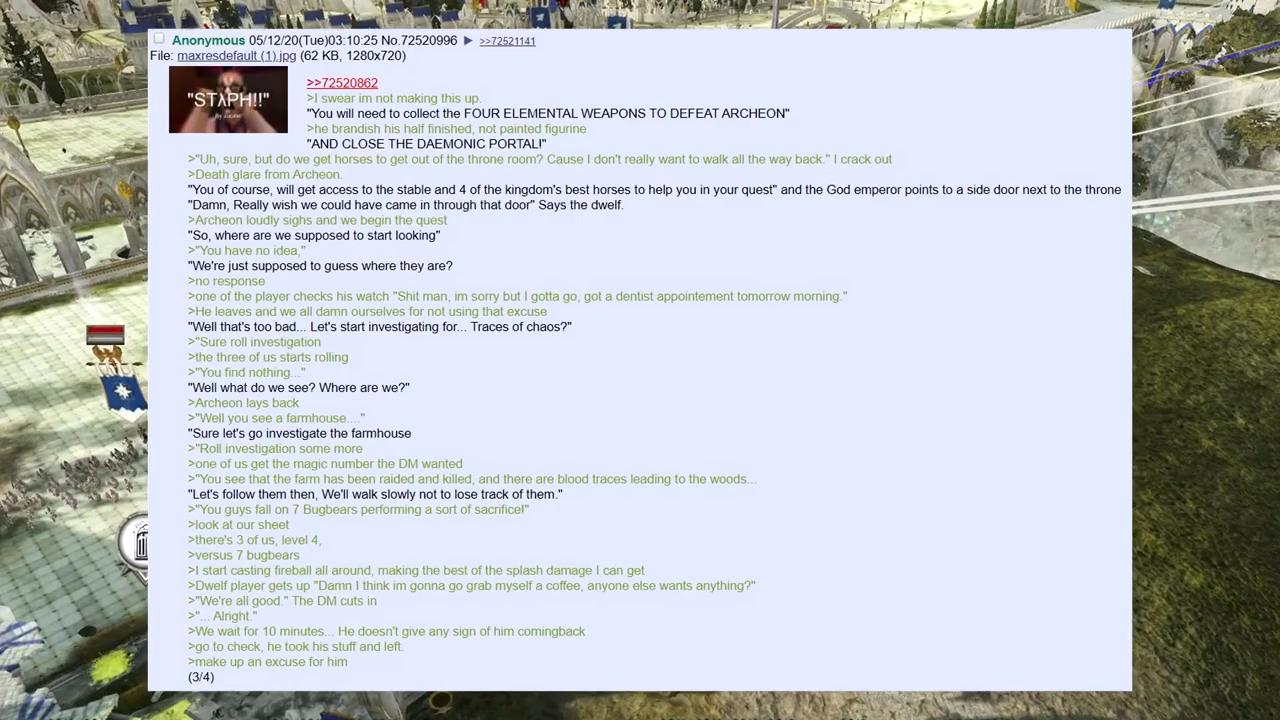 Anonymous 05/12/20(Tue)03:10:25 No.72520996 ▶ >>72521141
File: maxresdefault (1).jpg (62 KB, 1280x720)
"STAPH!!"
>>72520862
>I swear im not making this up.
"You will need to collect the FOUR ELEMENTAL WEAPONS TO DEFEAT ARCHEON"
>he brandish his half finished, not painted figurine
"AND CLOSE THE DAEMONIC PORTAL!"
>"Uh, sure, but do we get horses to get out of the throne room? Cause I don't really want to walk all the way back." I crack out
>Death glare from Archeon.
"You of course, will get access to the stable and 4 of the kingdom's best horses to help you in your quest" and the God emperor points to a side door next to the throne
"Damn, Really wish we could have came in through that door" Says the dwelf.
>Archeon loudly sighs and we begin the quest
"So, where are we supposed to start looking"
>"You have no idea,"
"We're just supposed to guess where they are?
>no response
>one of the player checks his watch "Shit man, im sorry but I gotta go, got a dentist appointement tomorrow morning."
>He leaves and we all damn ourselves for not using that excuse
"Well that's too bad... Let's start investigating for... Traces of chaos?"
>"Sure roll investigation
>the three of us starts rolling
>"You find nothing..."
"Well what do we see? Where are we?"
>Archeon lays back
>"Well you see a farmhouse...."
"Sure let's go investigate the farmhouse
>"Roll investigation some more
>one of us get the magic number the DM wanted
>"You see that the farm has been raided and killed, and there are blood traces leading to the woods...
"Let's follow them then, We'll walk slowly not to lose track of them."
>"You guys fall on 7 Bugbears performing a sort of sacrifice!"
>look at our sheet
>there's 3 of us, level 4,
>versus 7 bugbears
>I start casting fireball all around, making the best of the splash damage I can get
>Dwelf player gets up "Damn I think im gonna go grab myself a coffee, anyone else wants anything?"
>"We're all good." The DM cuts in
>"... Alright."
>We wait for 10 minutes... He doesn't give any sign of him comingback
>go to check, he took his stuff and left.
>make up an excuse for him
(3/4)